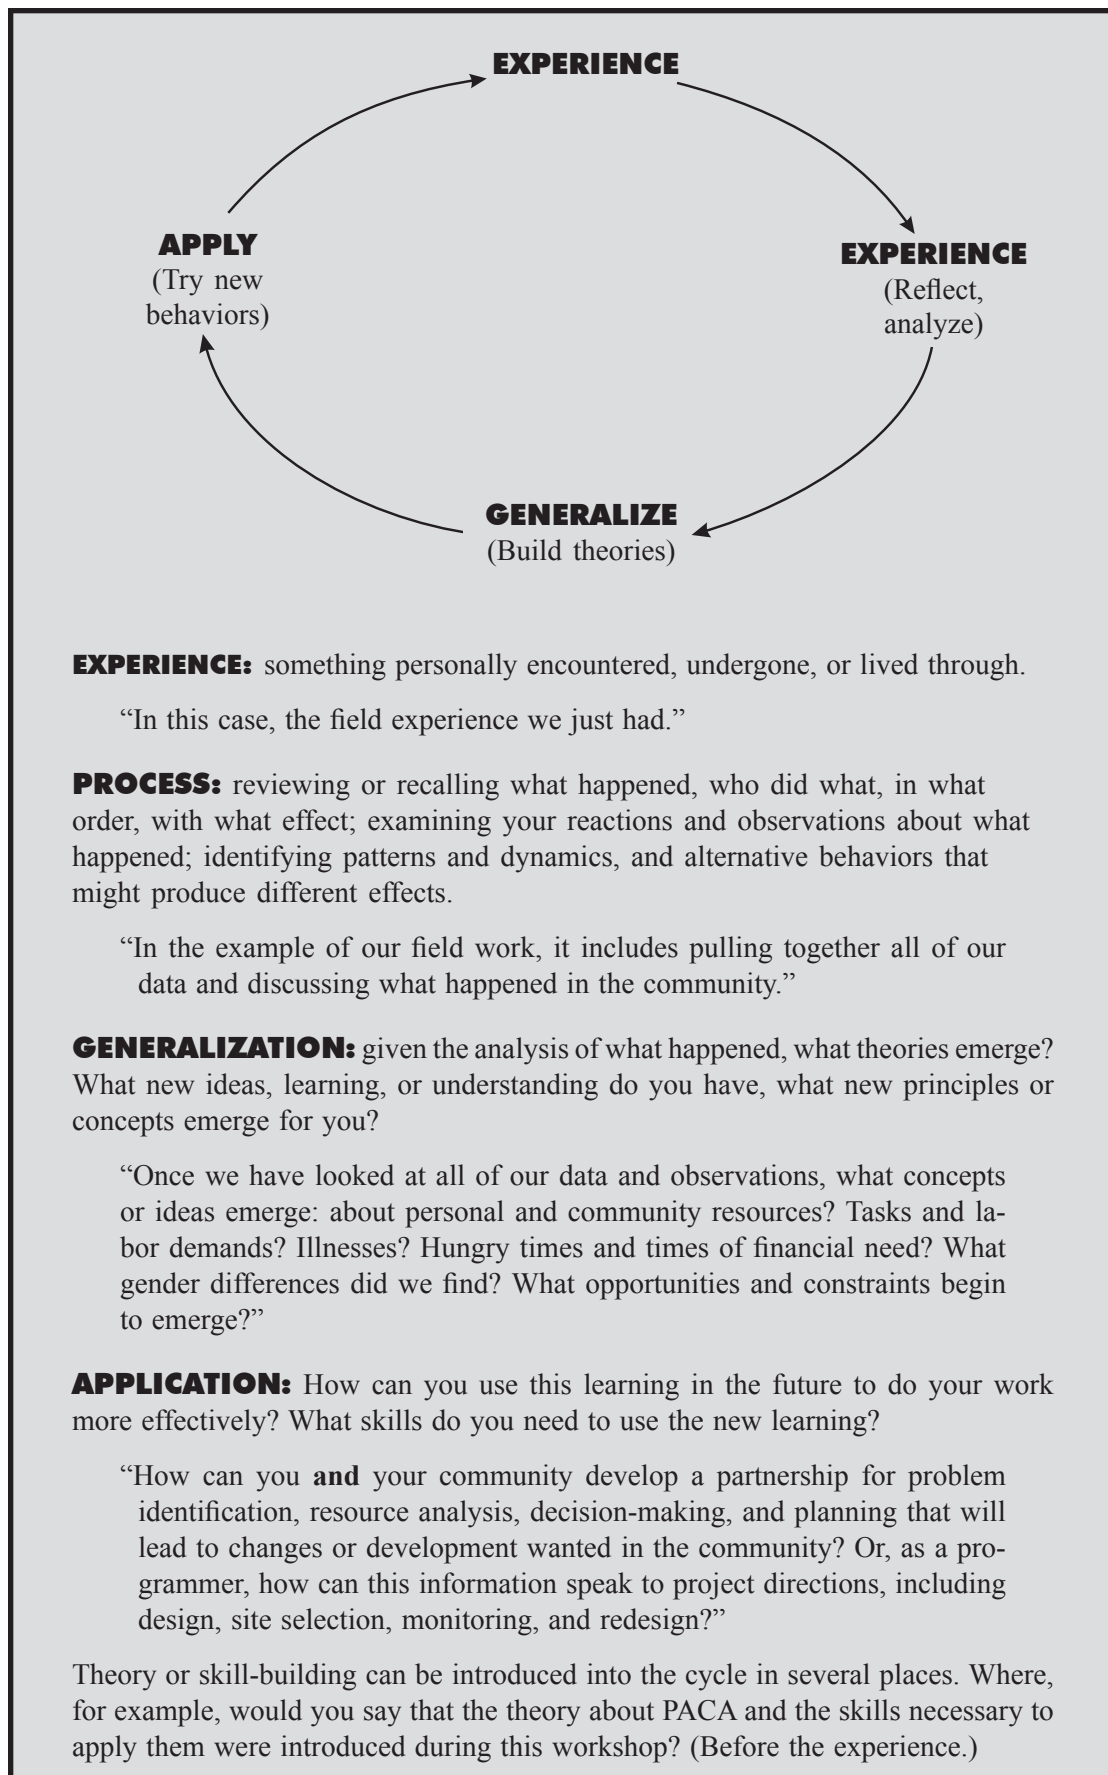 EXPERIENCE
APPLY
(Try new
behaviors)
EXPERIENCE
(Reflect,
analyze)
GENERALIZE
(Build theories)
EXPERIENCE: something personally encountered, undergone, or lived through.
“In this case, the field experience we just had.”
PROCESS: reviewing or recalling what happened, who did what, in what
order, with what effect; examining your reactions and observations about what
happened; identifying patterns and dynamics, and alternative behaviors that
might produce different effects.
“In the example of our field work, it includes pulling together all of our
data and discussing what happened in the community.”
GENERALIZATION: given the analysis of what happened, what theories emerge?
What new ideas, learning, or understanding do you have, what new principles or
concepts emerge for you?
“Once we have looked at all of our data and observations, what concepts
or ideas emerge: about personal and community resources? Tasks and la-
bor demands? Illnesses? Hungry times and times of financial need? What
gender differences did we find? What opportunities and constraints begin
to emerge?”
APPLICATION: How can you use this learning in the future to do your work
more effectively? What skills do you need to use the new learning?
“How can you and your community develop a partnership for problem
identification, resource analysis, decision-making, and planning that will
lead to changes or development wanted in the community? Or, as a pro-
grammer, how can this information speak to project directions, including
design, site selection, monitoring, and redesign?”
Theory or skill-building can be introduced into the cycle in several places. Where,
for example, would you say that the theory about PACA and the skills necessary to
apply them were introduced during this workshop? (Before the experience.)